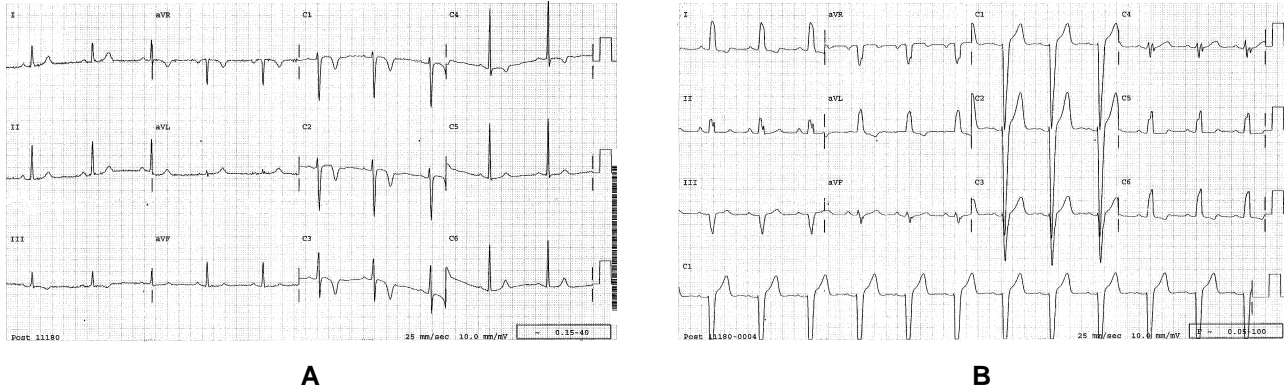 I aVR C1 C4
II aVL C2 C5
III aVF C3 C6
Post 11180 25 mm/sec 10.0 mm/mV ~ 0.15-40
A
I aVR C1 C4
II aVL C2 C5
III aVF C3 C6
C1
Post 11180-0004 25 mm/sec 10.0 mm/mV F ~ 0.05-100
B